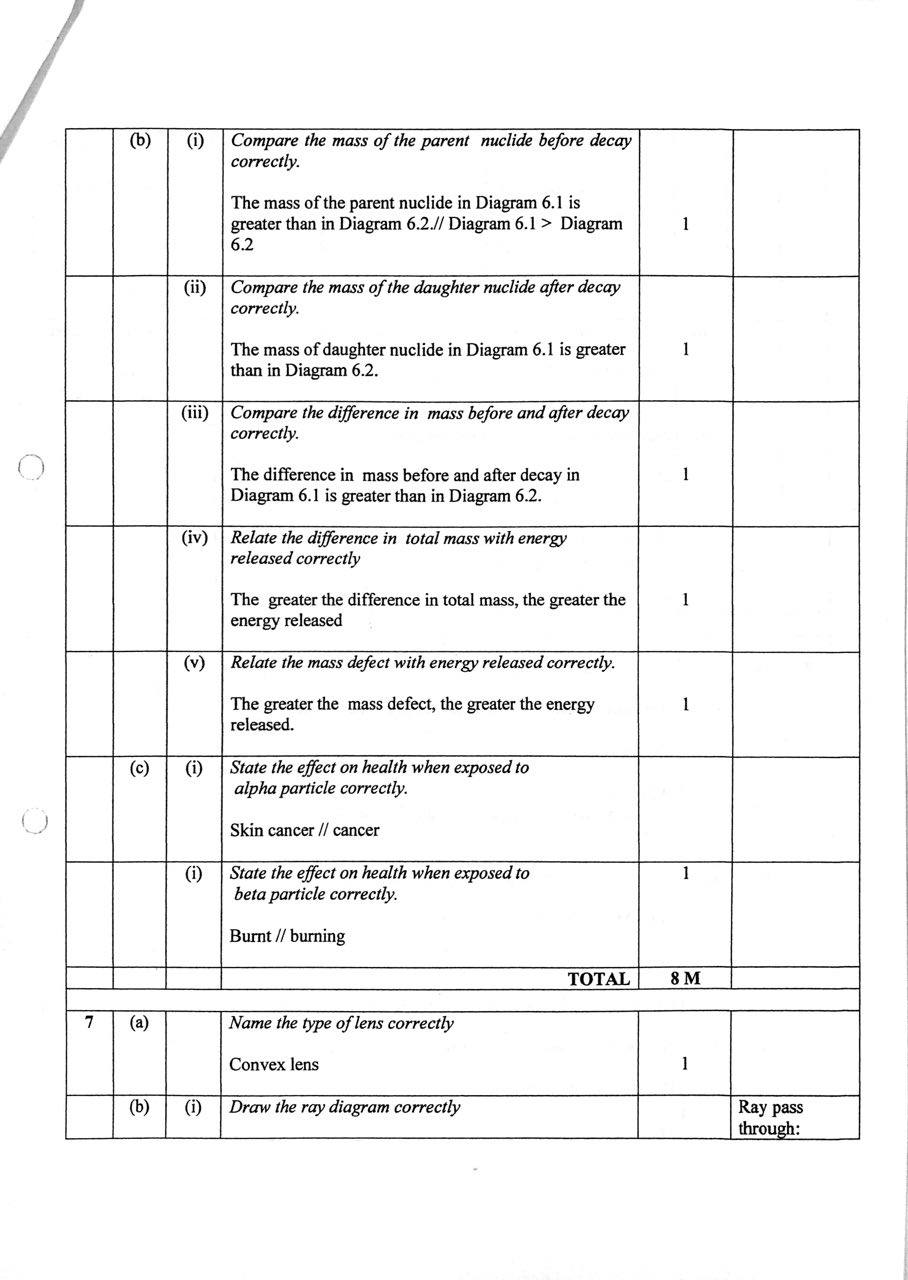 (b) (i) Compare the mass of the parent nuclide before decay
correctly.
The mass of the parent nuclide in Diagram 6.1 is
greater than in Diagram 6.2.// Diagram 6.1 > Diagram 1
6.2
(ii) Compare the mass of the daughter nuclide after decay
correctly.
The mass of daughter nuclide in Diagram 6.1 is greater 1
than in Diagram 6.2.
(iii) Compare the difference in mass before and after decay
correctly.
The difference in mass before and after decay in 1
Diagram 6.1 is greater than in Diagram 6.2.
(iv) Relate the difference in total mass with energy
released correctly
The greater the difference in total mass, the greater the 1
energy released
(v) Relate the mass defect with energy released correctly.
The greater the mass defect, the greater the energy 1
released.
(c) (i) State the effect on health when exposed to
alpha particle correctly.
Skin cancer // cancer
(i) State the effect on health when exposed to 1
beta particle correctly.
Burnt // burning
TOTAL 8 M
7 (a) Name the type of lens correctly
Convex lens 1
(b) (i) Draw the ray diagram correctly Ray pass
through: